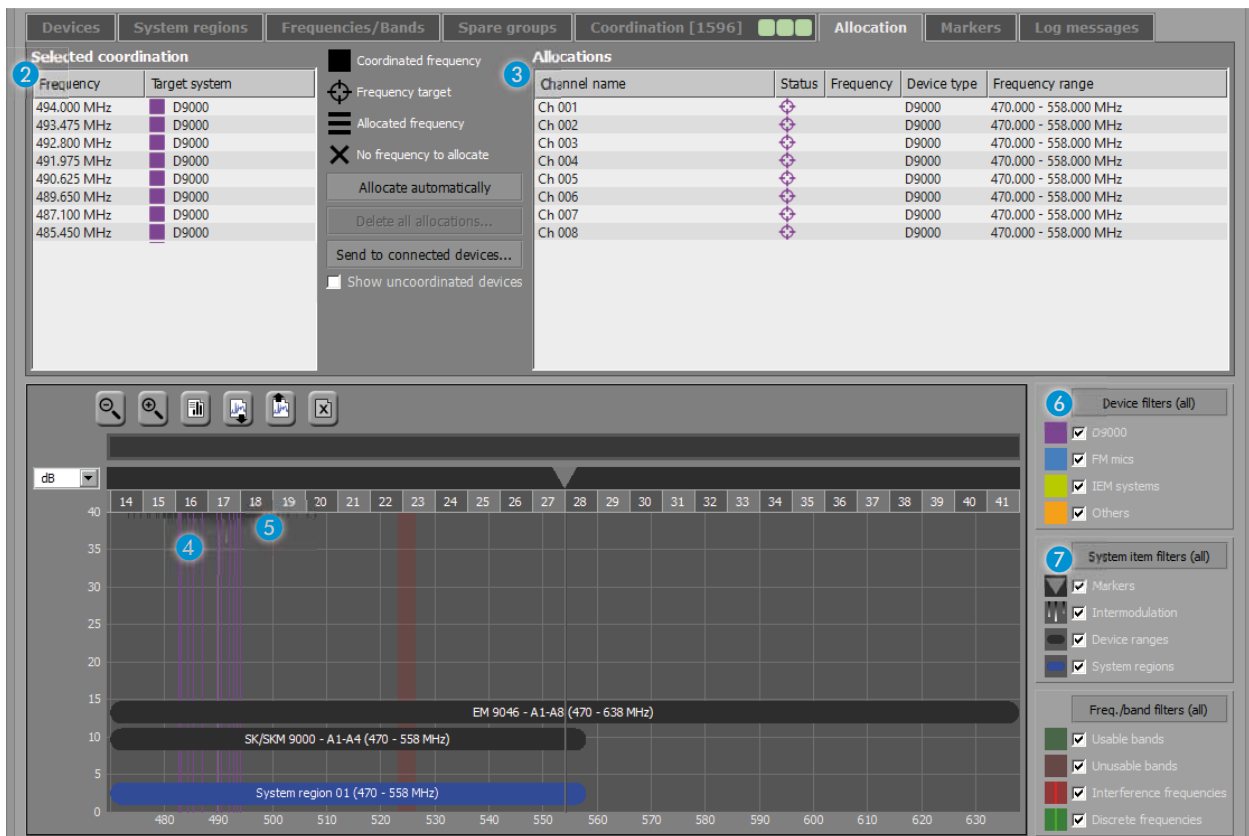 Devices System regions Frequencies/Bands Spare groups Coordination [1596] Allocation Markers Log messages
Selected coordination
2
Frequency Target system
494.000 MHz D9000
493.475 MHz D9000
492.800 MHz D9000
491.975 MHz D9000
490.625 MHz D9000
489.650 MHz D9000
487.100 MHz D9000
485.450 MHz D9000
Coordinated frequency
Frequency target
Allocated frequency
No frequency to allocate
Allocate automatically
Delete all allocations...
Send to connected devices...
Show uncoordinated devices
Allocations
3
Channel name Status Frequency Device type Frequency range
Ch 001 D9000 470.000 - 558.000 MHz
Ch 002 D9000 470.000 - 558.000 MHz
Ch 003 D9000 470.000 - 558.000 MHz
Ch 004 D9000 470.000 - 558.000 MHz
Ch 005 D9000 470.000 - 558.000 MHz
Ch 006 D9000 470.000 - 558.000 MHz
Ch 007 D9000 470.000 - 558.000 MHz
Ch 008 D9000 470.000 - 558.000 MHz
dB
14 15 16 17 18 19 20 21 22 23 24 25 26 27 28 29 30 31 32 33 34 35 36 37 38 39 40 41
40
5
4
35
30
25
20
15
EM 9046 - A1-A8 (470 - 638 MHz)
10
SK/SKM 9000 - A1-A4 (470 - 558 MHz)
5
System region 01 (470 - 558 MHz)
0
480 490 500 510 520 530 540 550 560 570 580 590 600 610 620 630
6
Device filters (all)
D9000
FM mics
IEM systems
Others
7
System item filters (all)
Markers
Intermodulation
Device ranges
System regions
Freq./band filters (all)
Usable bands
Unusable bands
Interference frequencies
Discrete frequencies